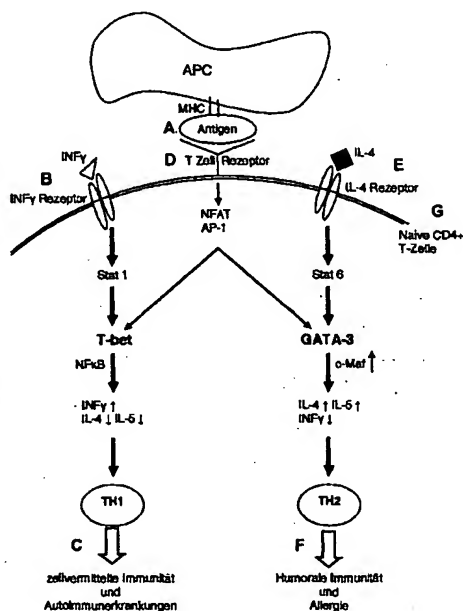 APC
MHC
A.
Antigen
D
T Zell Rezeptor
INFγ
B
INFγ Rezeptor
IL-4
E
IL-4 Rezeptor
G
Naive CD4+
T-Zelle
NFAT
AP-1
Stat 1
Stat 6
T-bet
GATA-3
NFκB
c-Maf ↑
INFγ ↑
IL-4 ↓ IL-5 ↓
IL-4 ↑ IL-5 ↑
INFγ ↓
TH1
TH2
C
F
zellvermittelte Immunität
und
Autoimmunerkrankungen
Humorale Immunität
und
Allergie